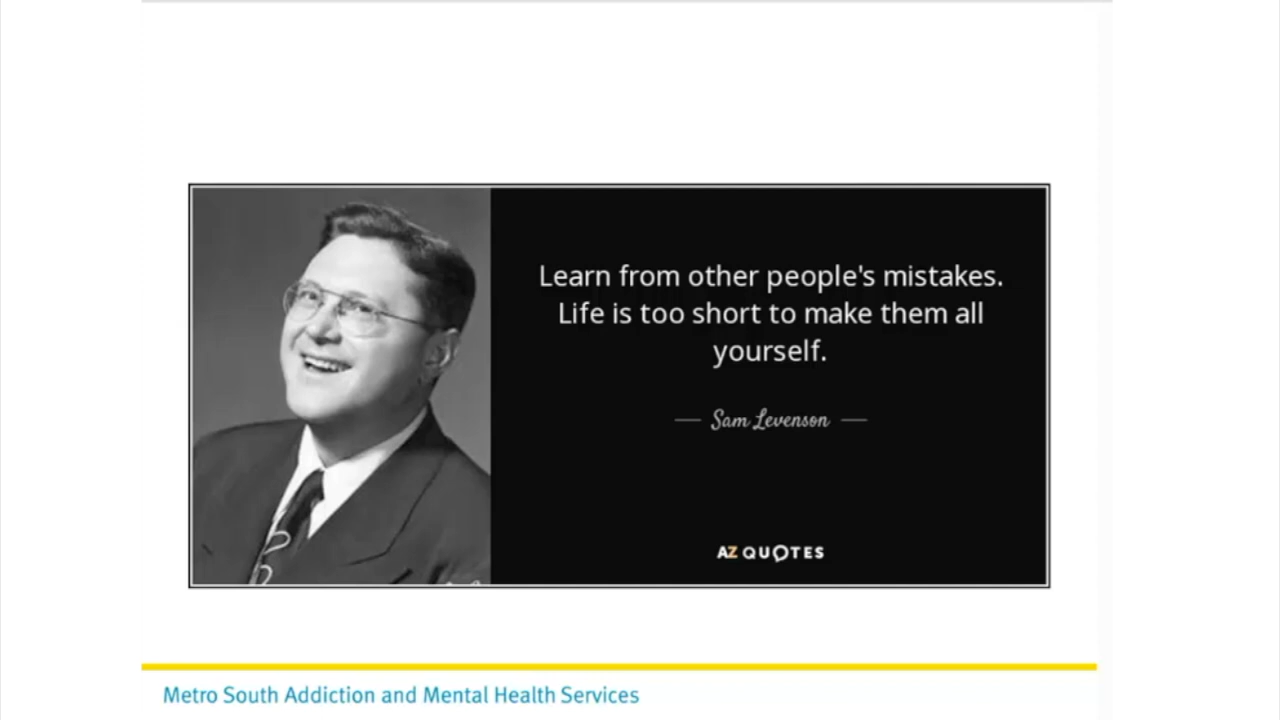 Learn from other people's mistakes.
Life is too short to make them all
yourself.
Sam Levenson
AZ QUOTES
Metro South Addiction and Mental Health Services